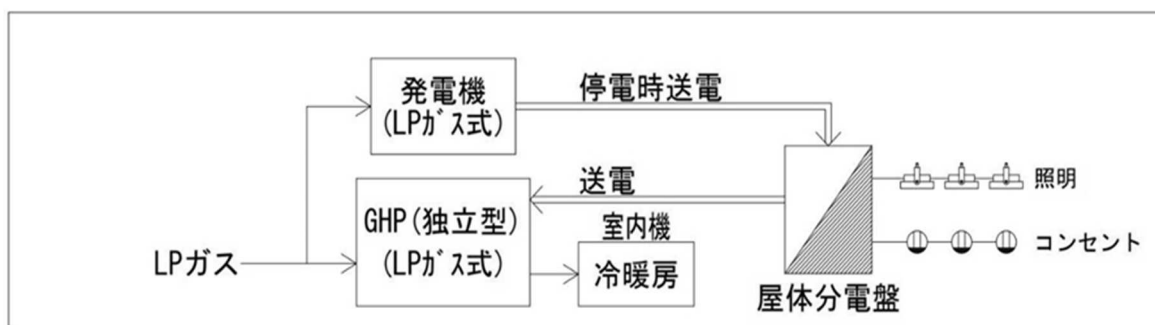 発電機
(LPｶﾞｽ式)
停電時送電
送電
GHP(独立型)
(LPｶﾞｽ式)
室内機
冷暖房
LPガス
照明
コンセント
屋体分電盤